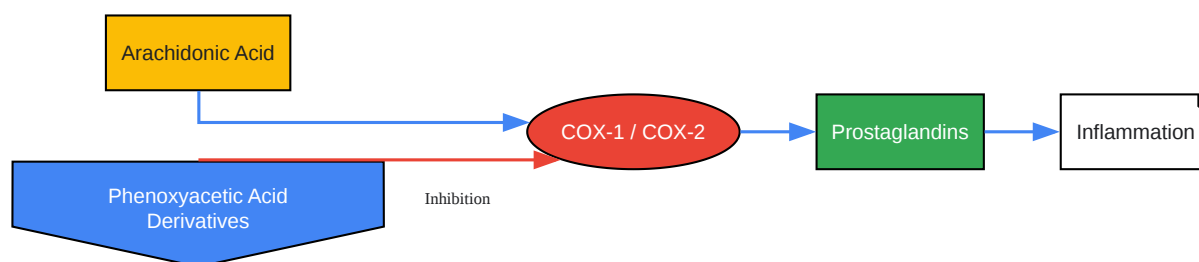 Arachidonic Acid
COX-1 / COX-2
Prostaglandins
Inflammation
Phenoxyacetic Acid
Derivatives
Inhibition